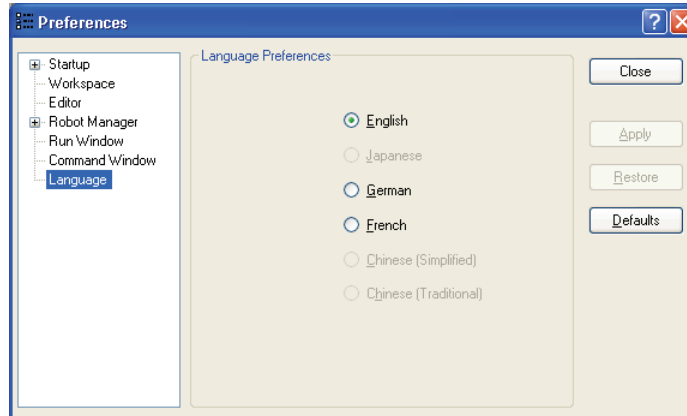 Preferences
Startup
Workspace
Editor
Robot Manager
Run Window
Command Window
Language
Language Preferences
English
Japanese
German
French
Chinese (Simplified)
Chinese (Traditional)
Close
Apply
Restore
Defaults